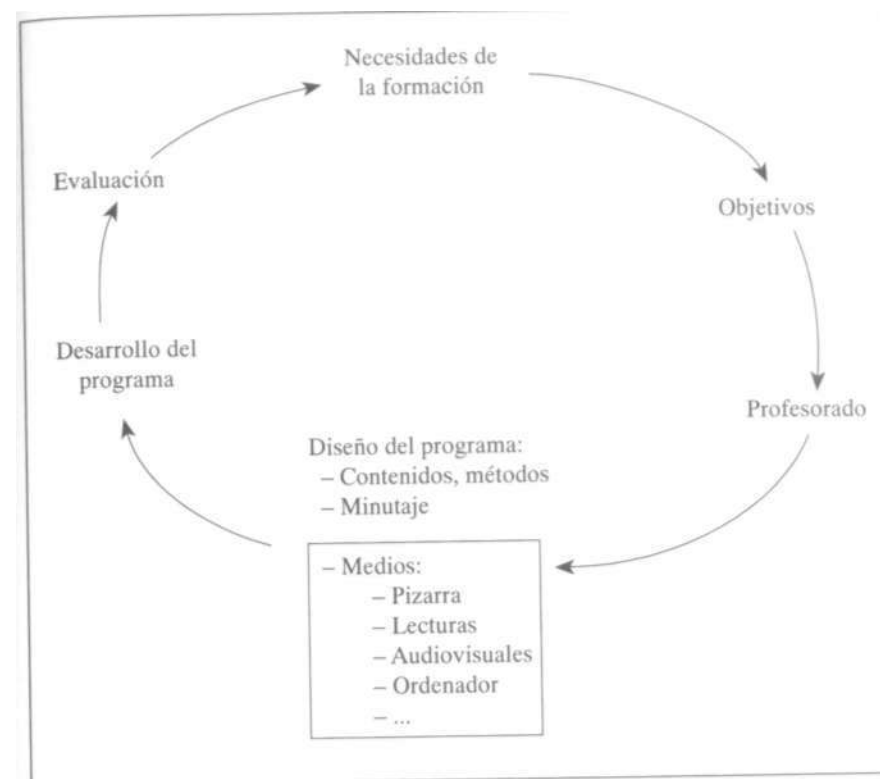 Necesidades de
la formación
Objetivos
Profesorado
Diseño del programa:
– Contenidos, métodos
– Minutaje
– Medios:
– Pizarra
– Lecturas
– Audiovisuales
– Ordenador
– ...
Desarrollo del
programa
Evaluación